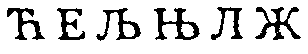 Ћ Е Љ Њ Л Ж